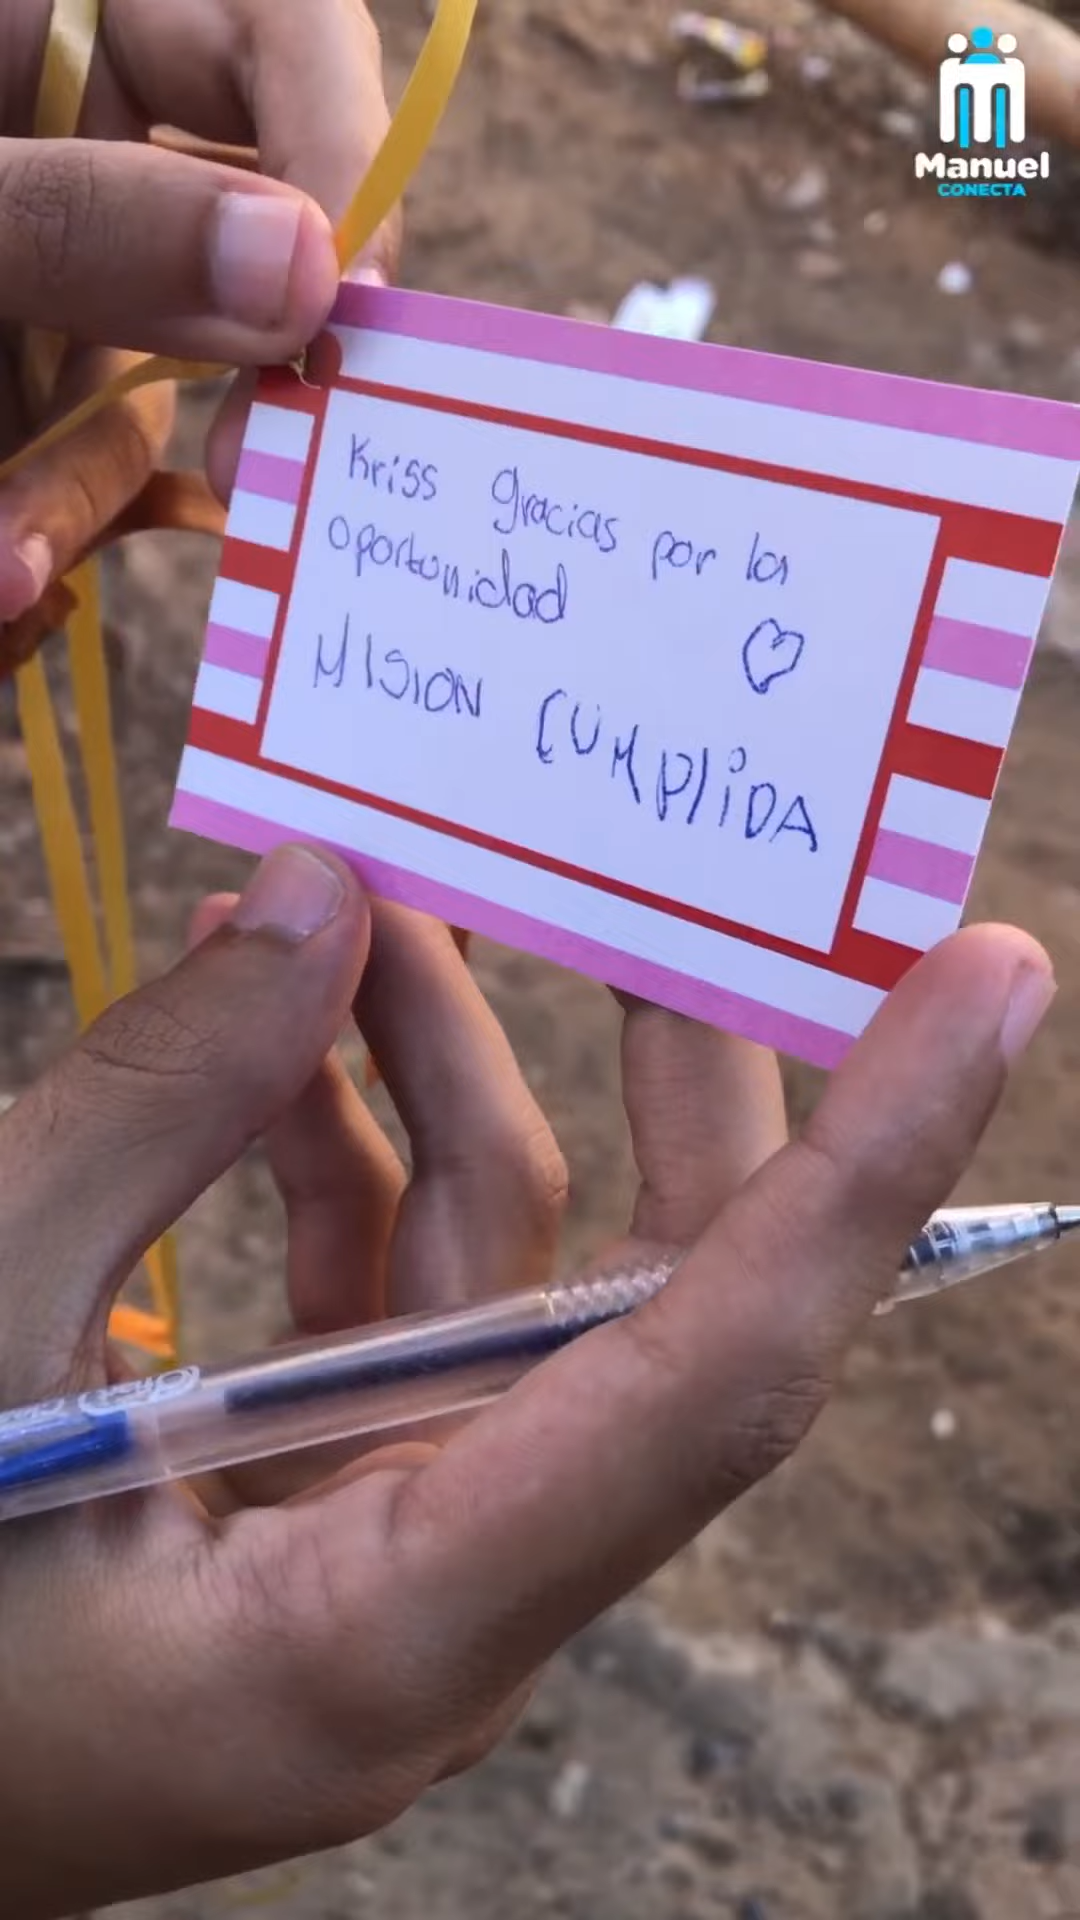 Manuel
CONECTA
Kriss gracias por la
oportunidad
MISION CUMPLIDA